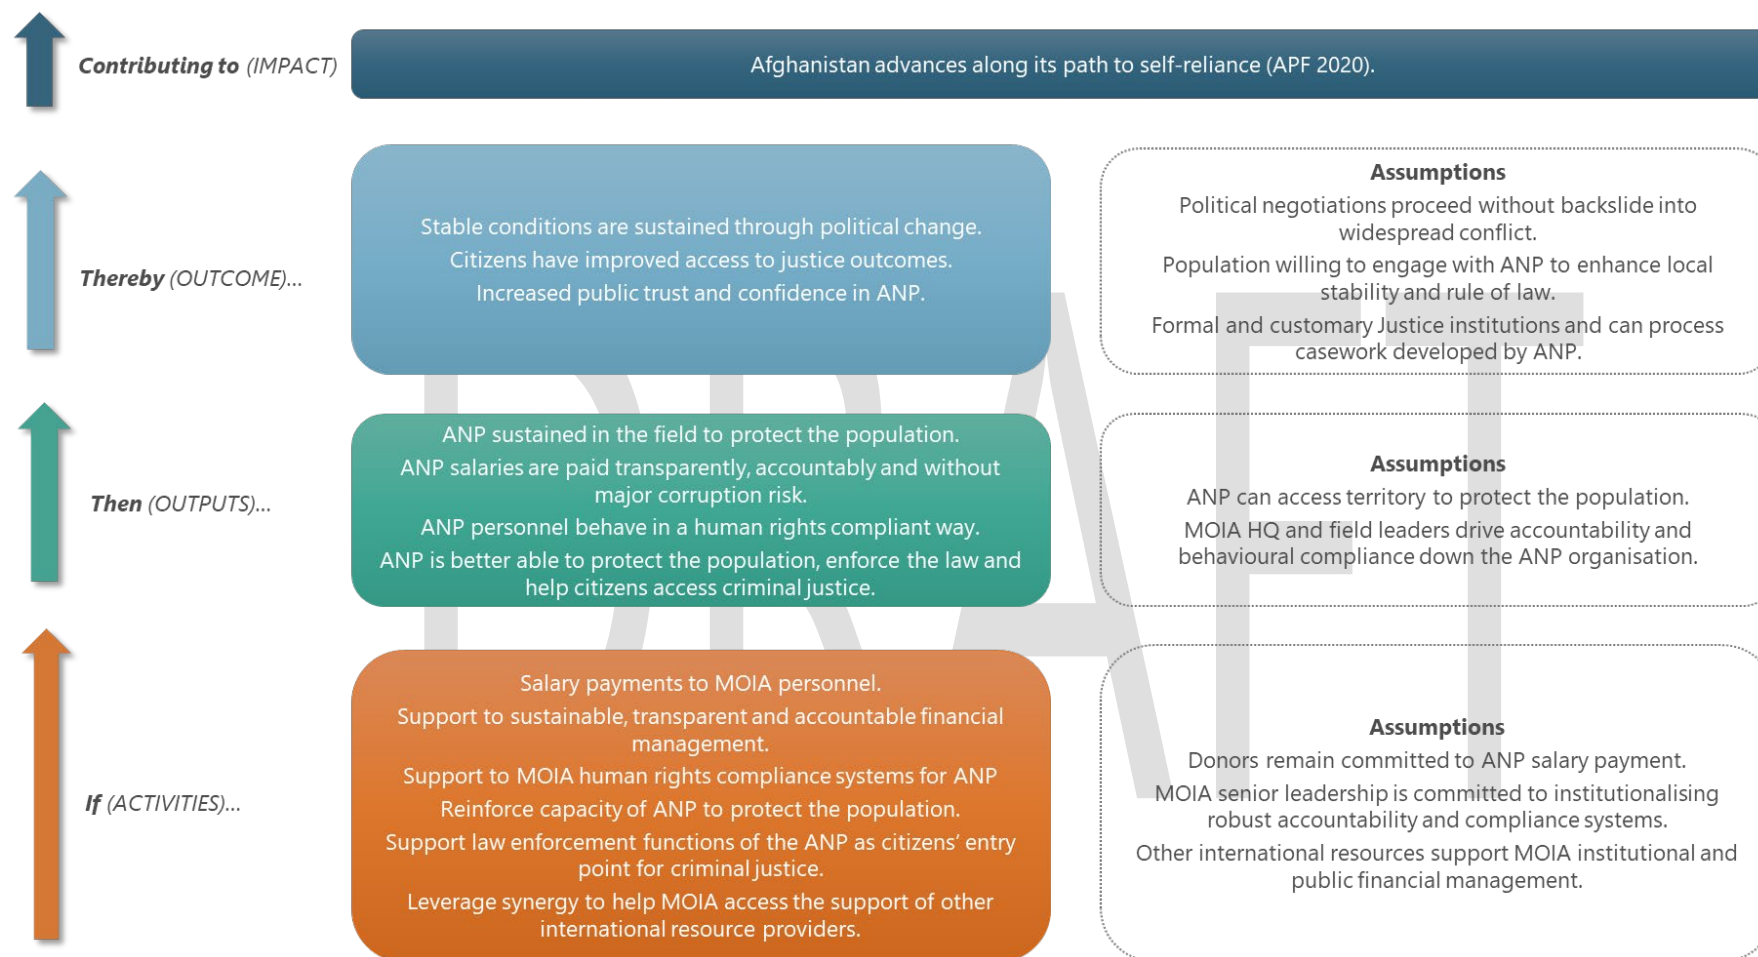 Contributing to (IMPACT)
Afghanistan advances along its path to self-reliance (APF 2020).
Thereby (OUTCOME)...
Stable conditions are sustained through political change.
Citizens have improved access to justice outcomes.
Increased public trust and confidence in ANP.
Assumptions
Political negotiations proceed without backslide into
widespread conflict.
Population willing to engage with ANP to enhance local
stability and rule of law.
Formal and customary Justice institutions and can process
casework developed by ANP.
Then (OUTPUTS)...
ANP sustained in the field to protect the population.
ANP salaries are paid transparently, accountably and without
major corruption risk.
ANP personnel behave in a human rights compliant way.
ANP is better able to protect the population, enforce the law and
help citizens access criminal justice.
Assumptions
ANP can access territory to protect the population.
MOIA HQ and field leaders drive accountability and
behavioural compliance down the ANP organisation.
If (ACTIVITIES)...
Salary payments to MOIA personnel.
Support to sustainable, transparent and accountable financial
management.
Support to MOIA human rights compliance systems for ANP
Reinforce capacity of ANP to protect the population.
Support law enforcement functions of the ANP as citizens’ entry
point for criminal justice.
Leverage synergy to help MOIA access the support of other
international resource providers.
Assumptions
Donors remain committed to ANP salary payment.
MOIA senior leadership is committed to institutionalising
robust accountability and compliance systems.
Other international resources support MOIA institutional and
public financial management.
DRAFT